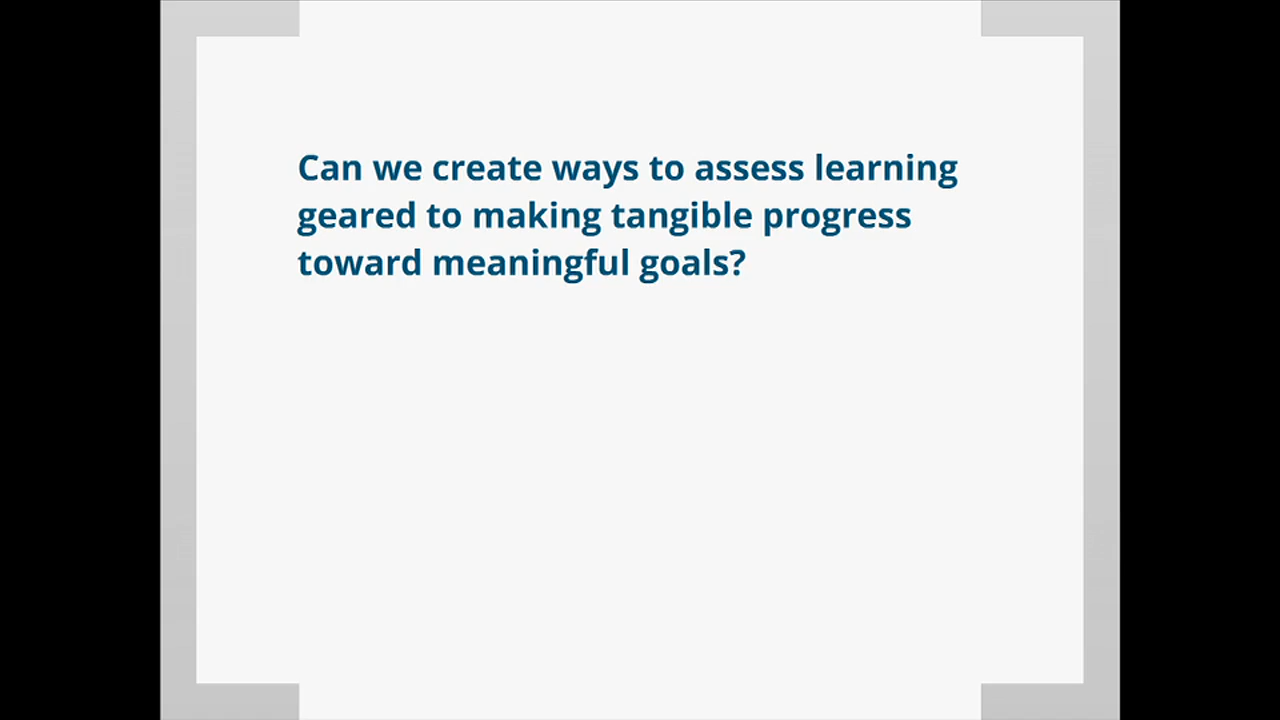 Can we create ways to assess learning
geared to making tangible progress
toward meaningful goals?